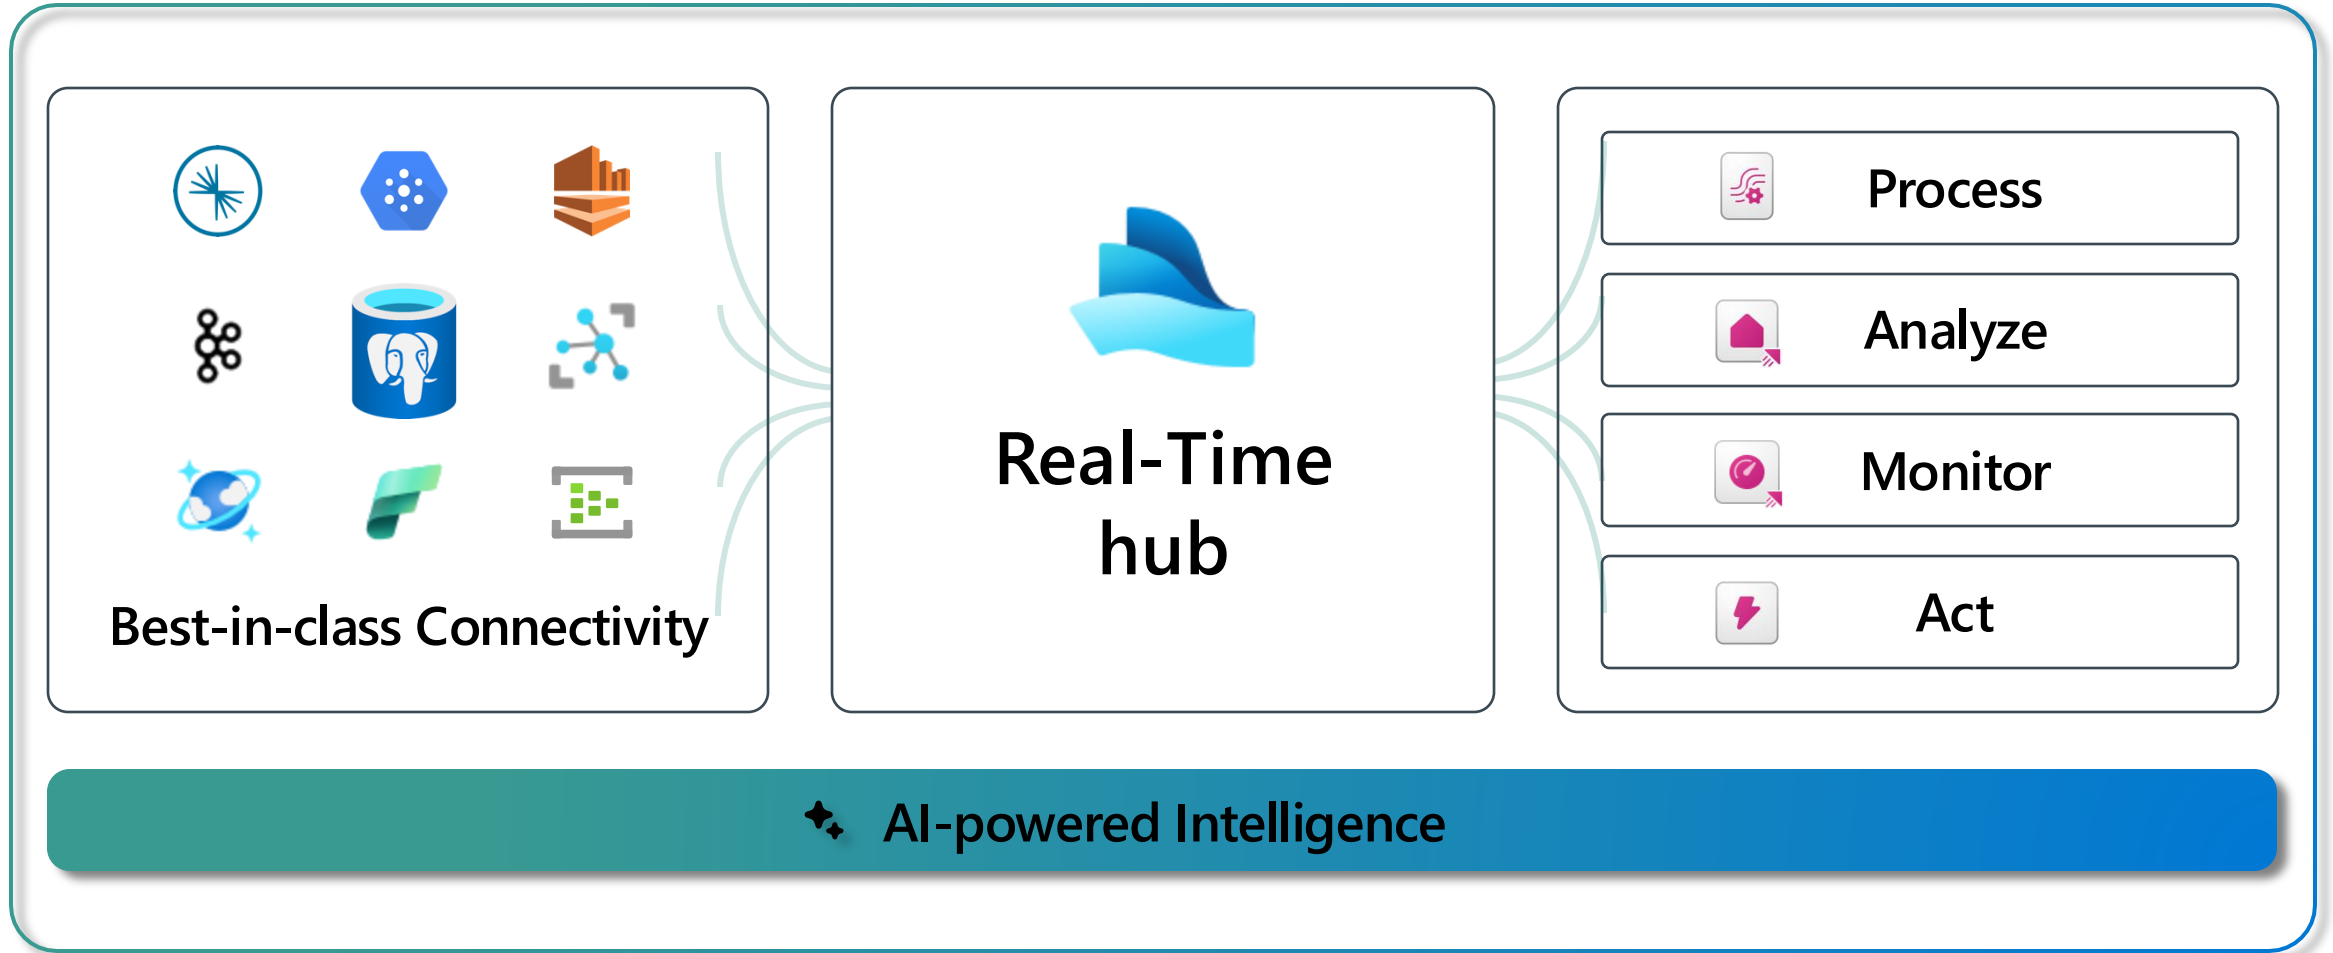 Best-in-class Connectivity
Real-Time
hub
Process
Analyze
Monitor
Act
AI-powered Intelligence